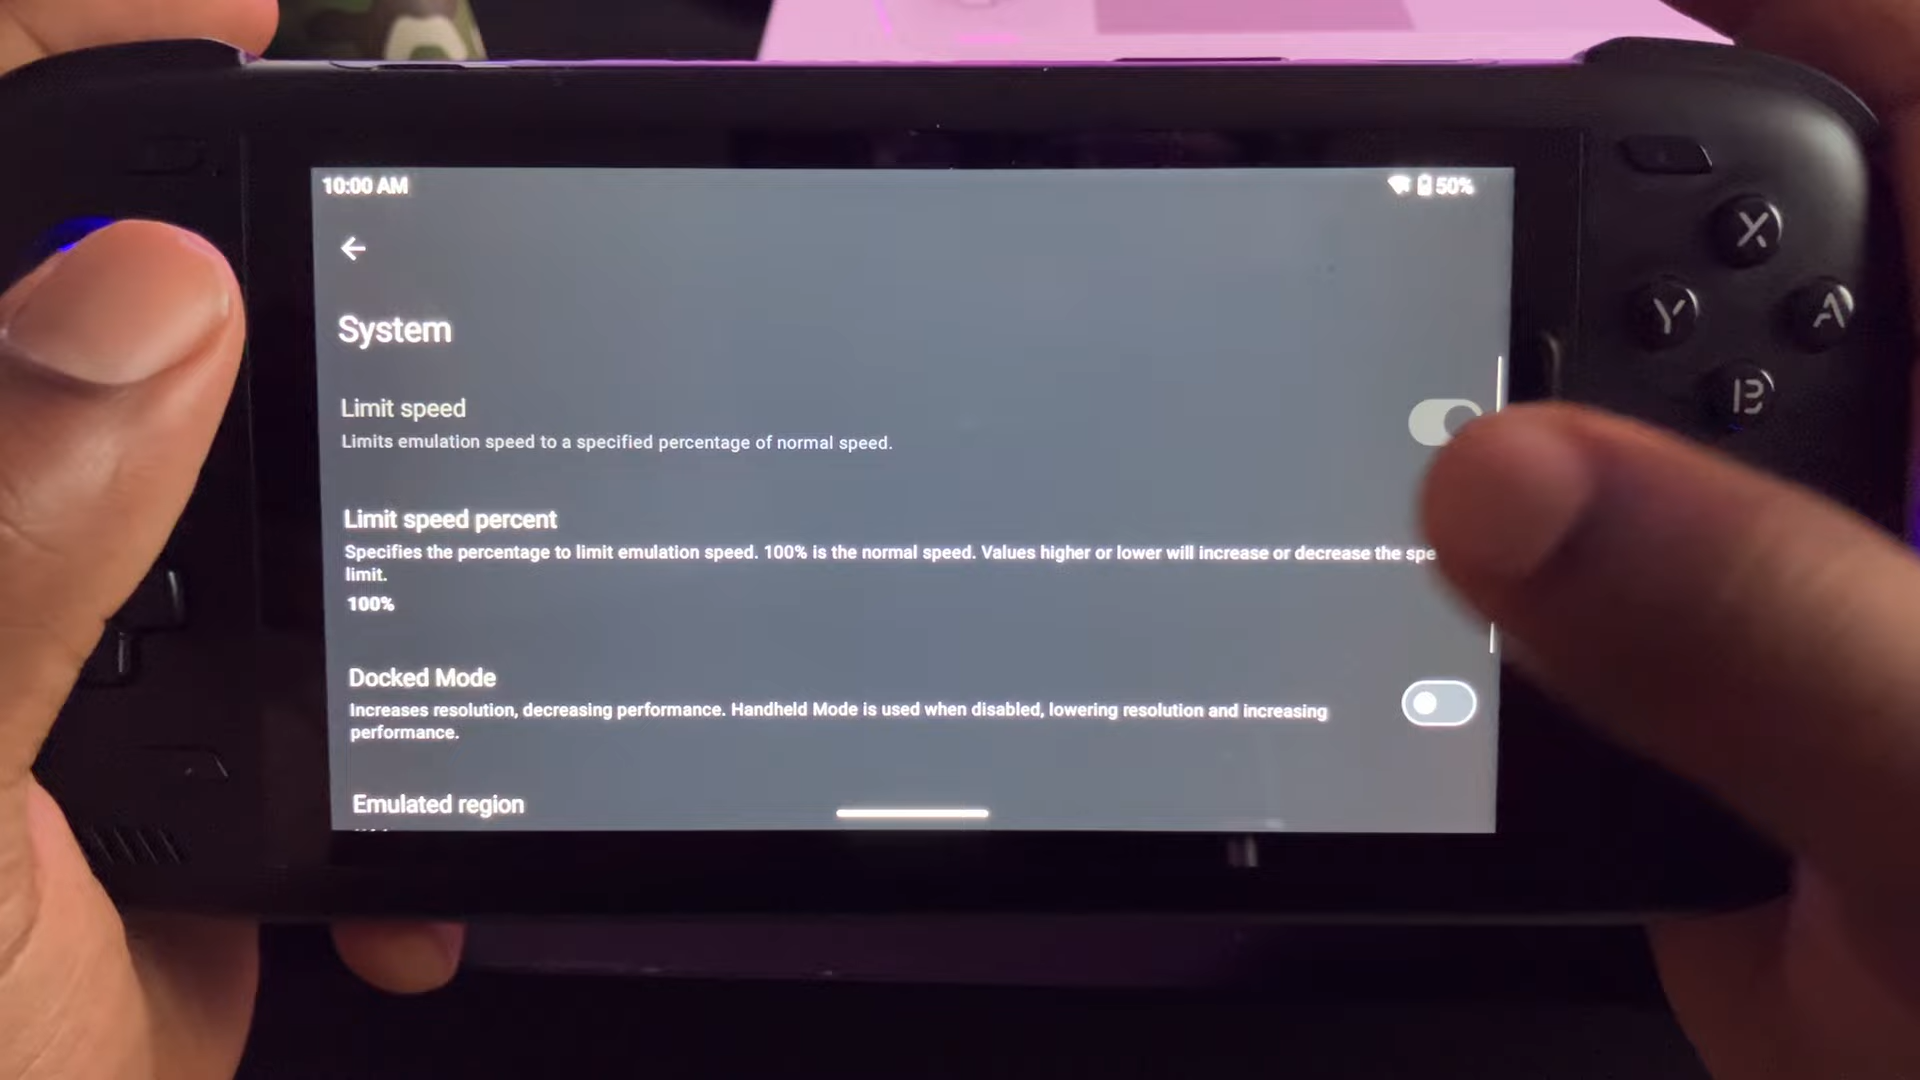 10:00 AM
50%
System
Limit speed
Limits emulation speed to a specified percentage of normal speed.
Limit speed percent
Specifies the percentage to limit emulation speed. 100% is the normal speed. Values higher or lower will increase or decrease the spe
limit.
100%
Docked Mode
Increases resolution, decreasing performance. Handheld Mode is used when disabled, lowering resolution and increasing
performance.
Emulated region
X
Y
A
B